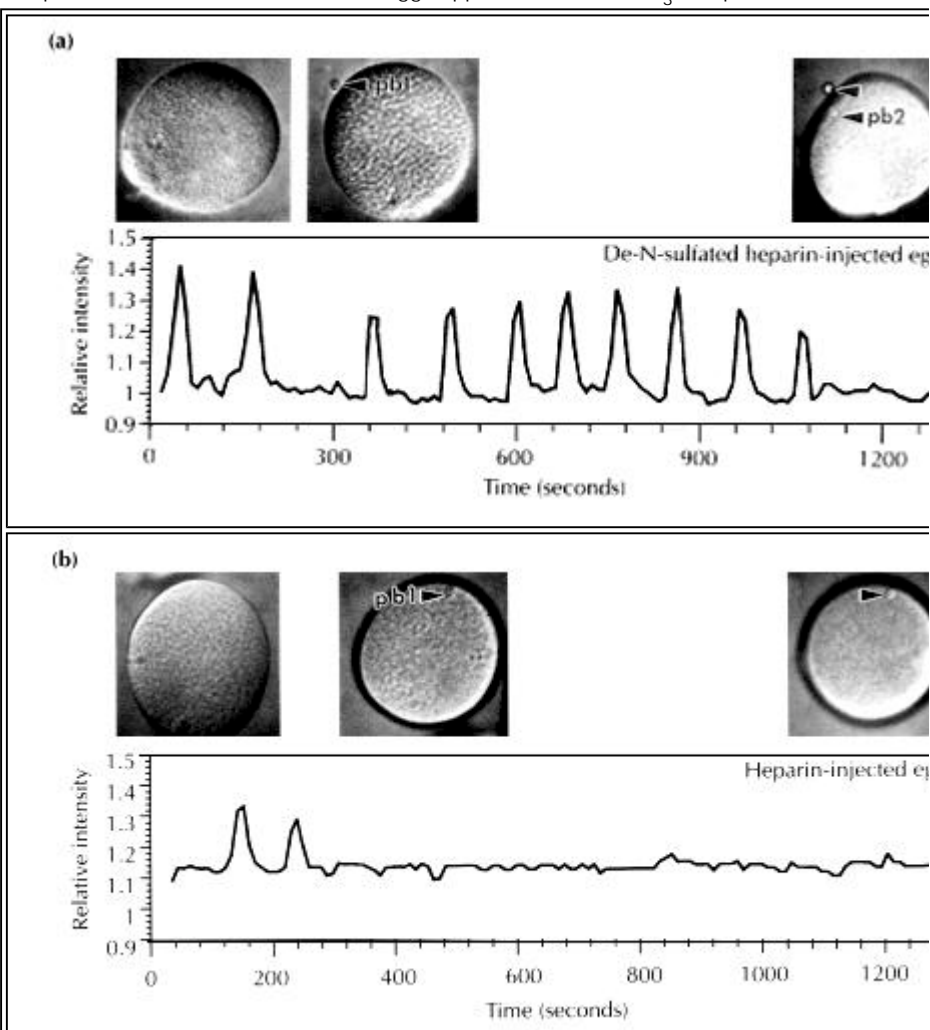 (a)
pb1
pb2
1.5
1.4
1.3
1.2
1.1
1
0.9
Relative intensity
De-N-sulfated heparin-injected eg
0 300 600 900 1200
Time (seconds)
(b)
pb1
1.5
1.4
1.3
1.2
1.1
1
0.9
Relative intensity
Heparin-injected eg
0 200 400 600 800 1000 1200
Time (seconds)